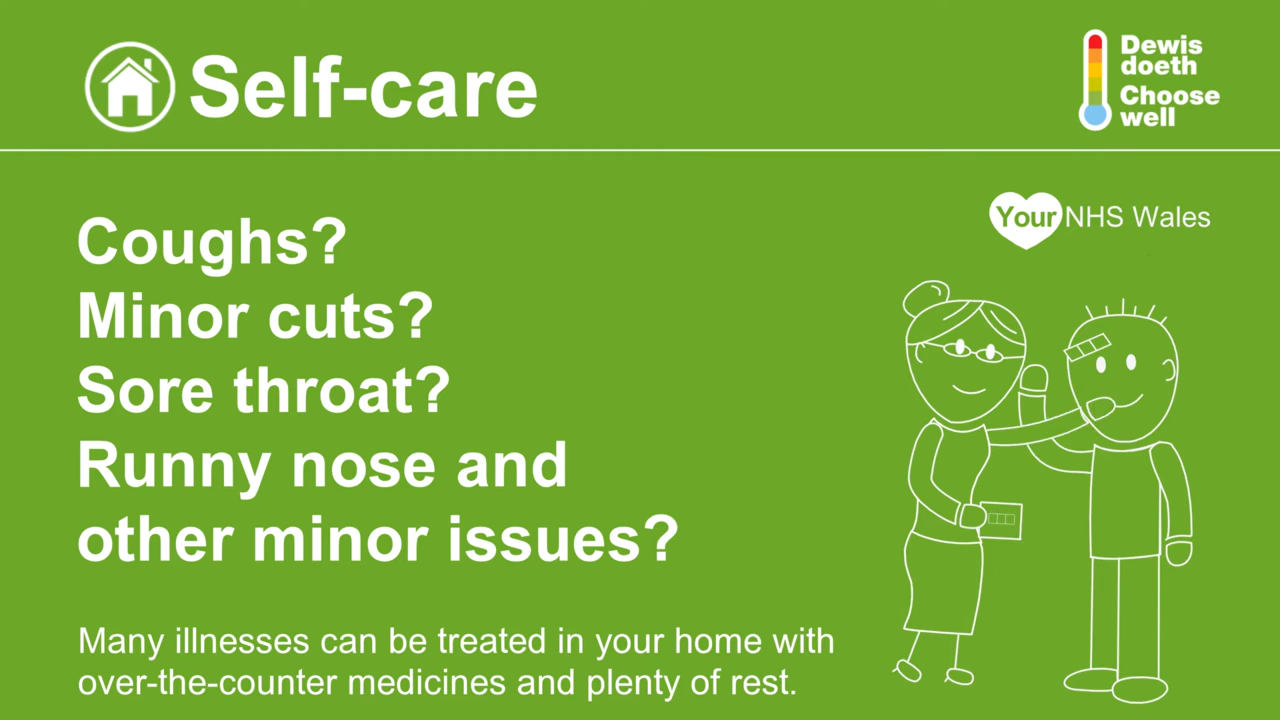 Self-care
Dewis
doeth
Choose
well
Your NHS Wales
Coughs?
Minor cuts?
Sore throat?
Runny nose and
other minor issues?
Many illnesses can be treated in your home with
over-the-counter medicines and plenty of rest.